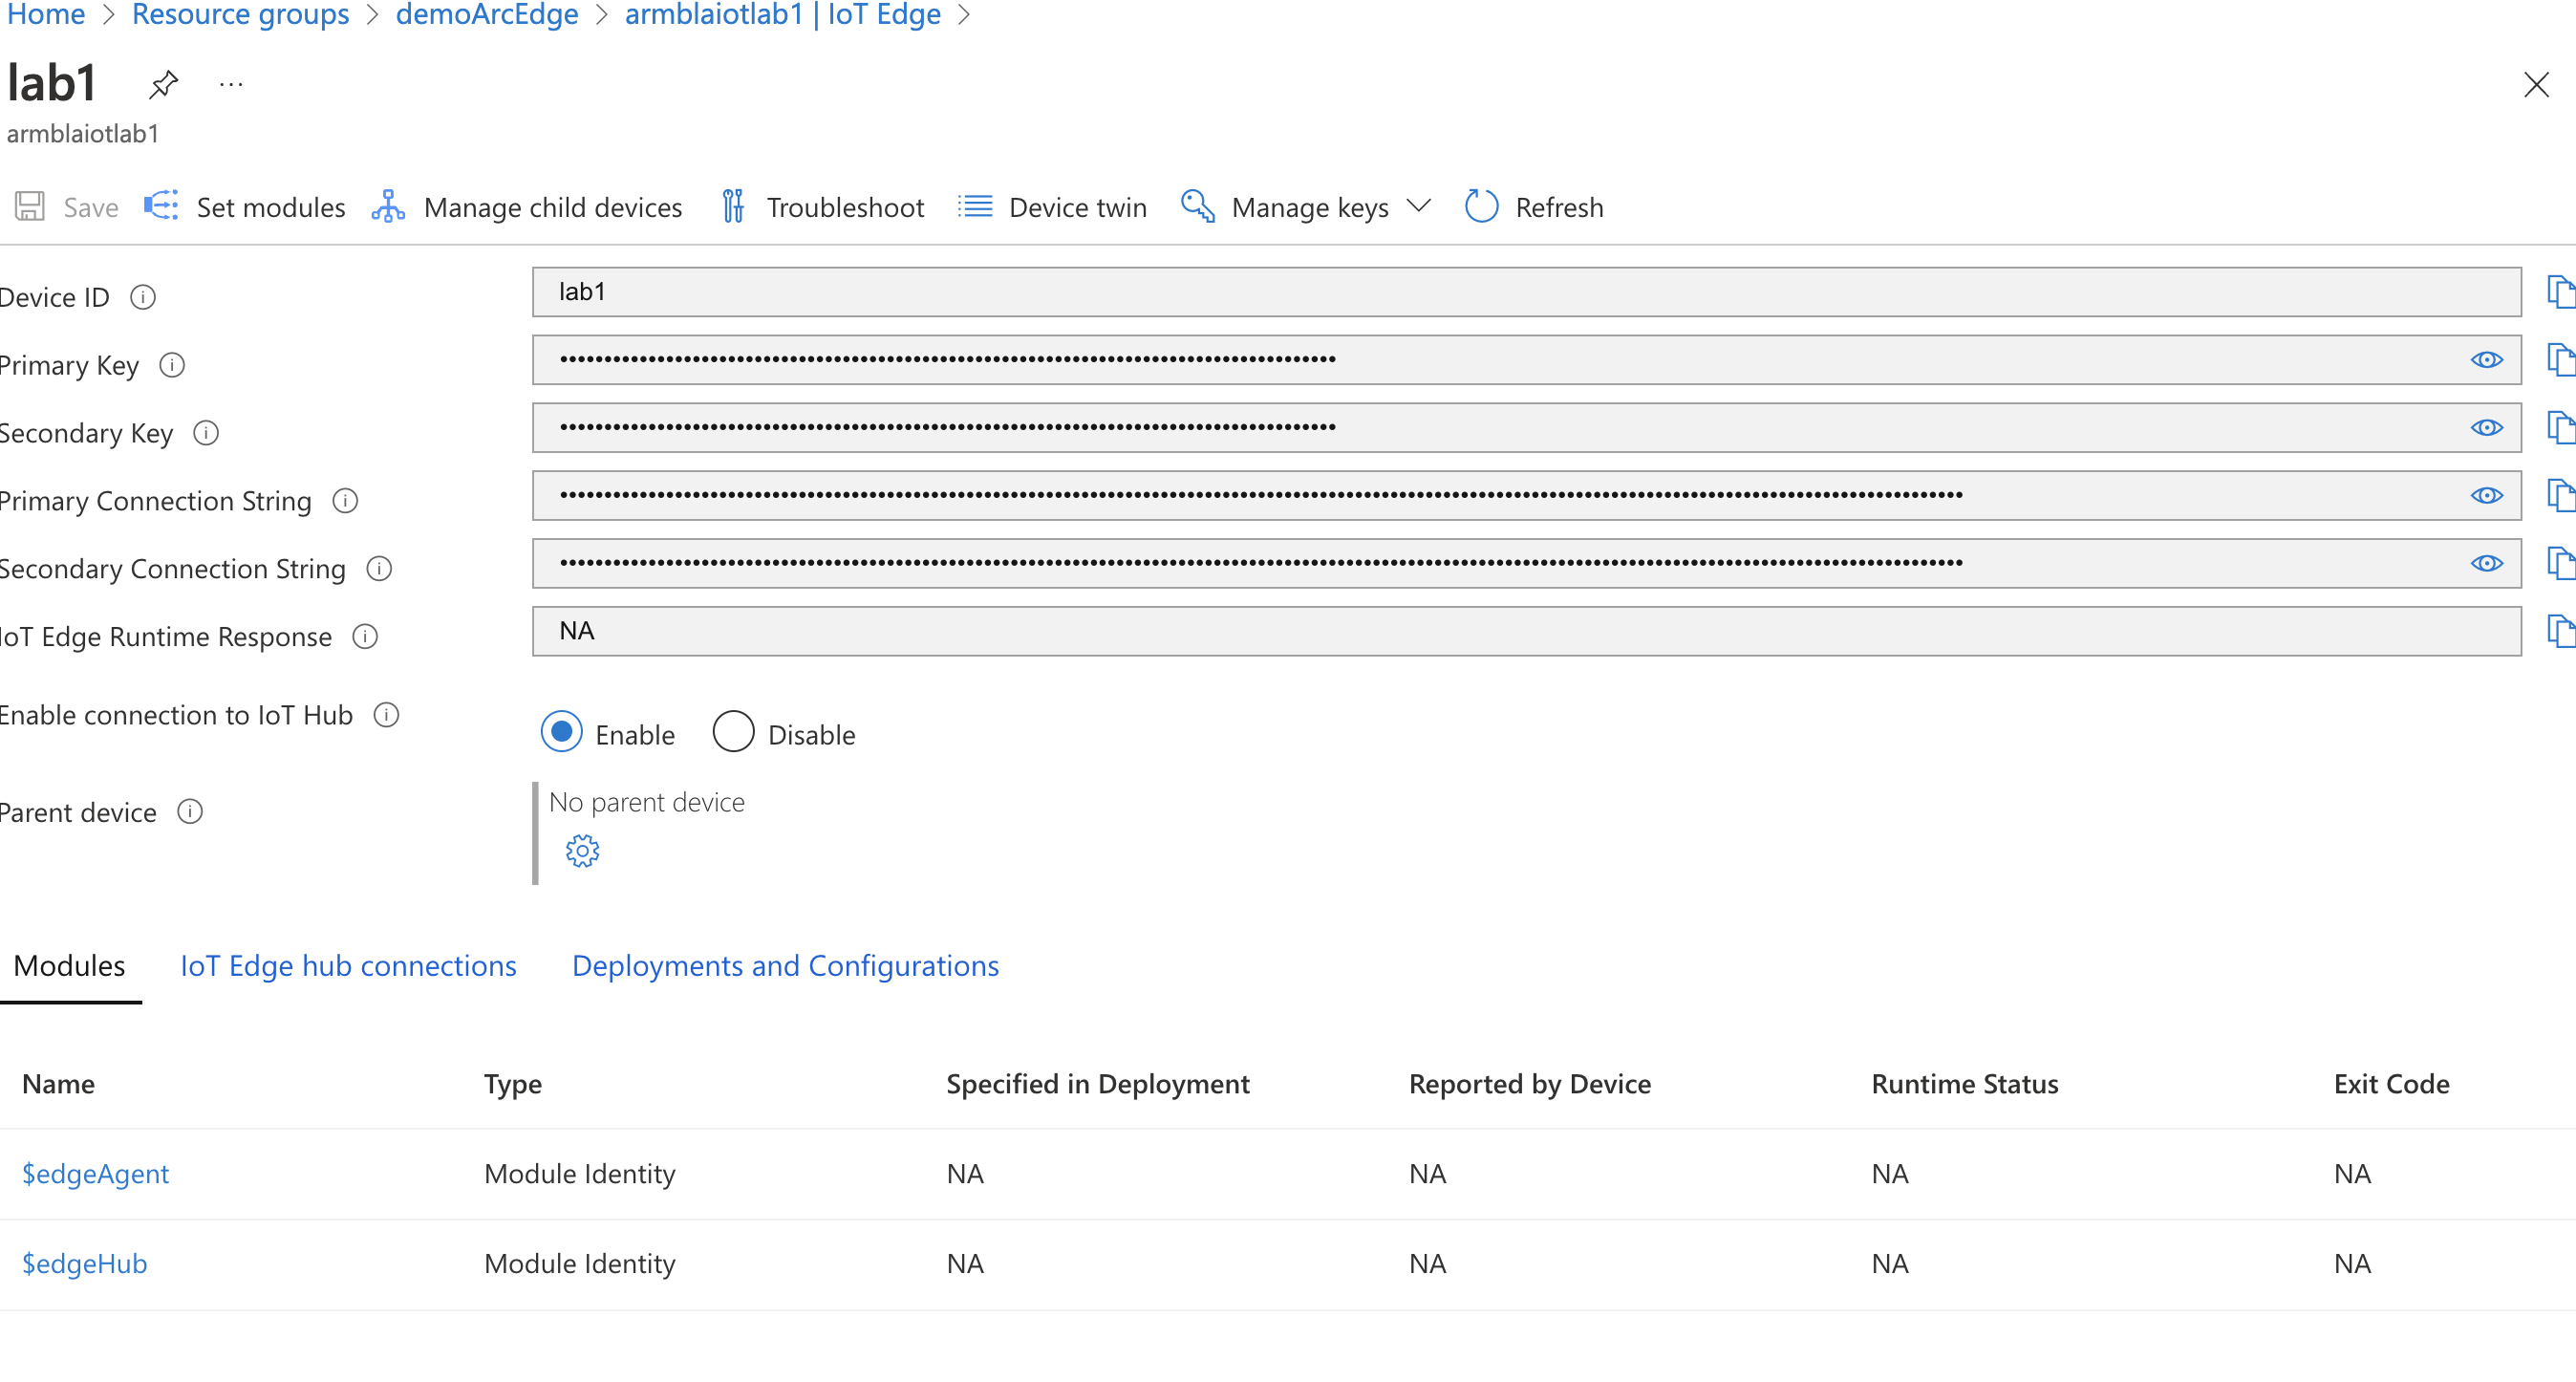 Home > Resource groups > demoArcEdge > armblaiotlab1 | IoT Edge >
lab1 ...
armblaiotlab1
Save Set modules Manage child devices Troubleshoot Device twin Manage keys Refresh
Device ID lab1
Primary Key ••••••••••••••••••••••••••••••••••••••••••••••••••••••••••••••••••••••••••••••••••••••••
Secondary Key ••••••••••••••••••••••••••••••••••••••••••••••••••••••••••••••••••••••••••••••••••••••••
Primary Connection String ••••••••••••••••••••••••••••••••••••••••••••••••••••••••••••••••••••••••••••••••••••••••••••••••••••••••••••••••••••••••••••••••••••••••••••••••••••••••••••••••
Secondary Connection String ••••••••••••••••••••••••••••••••••••••••••••••••••••••••••••••••••••••••••••••••••••••••••••••••••••••••••••••••••••••••••••••••••••••••••••••••••••••••••••••••
IoT Edge Runtime Response NA
Enable connection to IoT Hub Enable Disable
Parent device No parent device
Modules IoT Edge hub connections Deployments and Configurations
Name Type Specified in Deployment Reported by Device Runtime Status Exit Code
$edgeAgent Module Identity NA NA NA NA
$edgeHub Module Identity NA NA NA NA